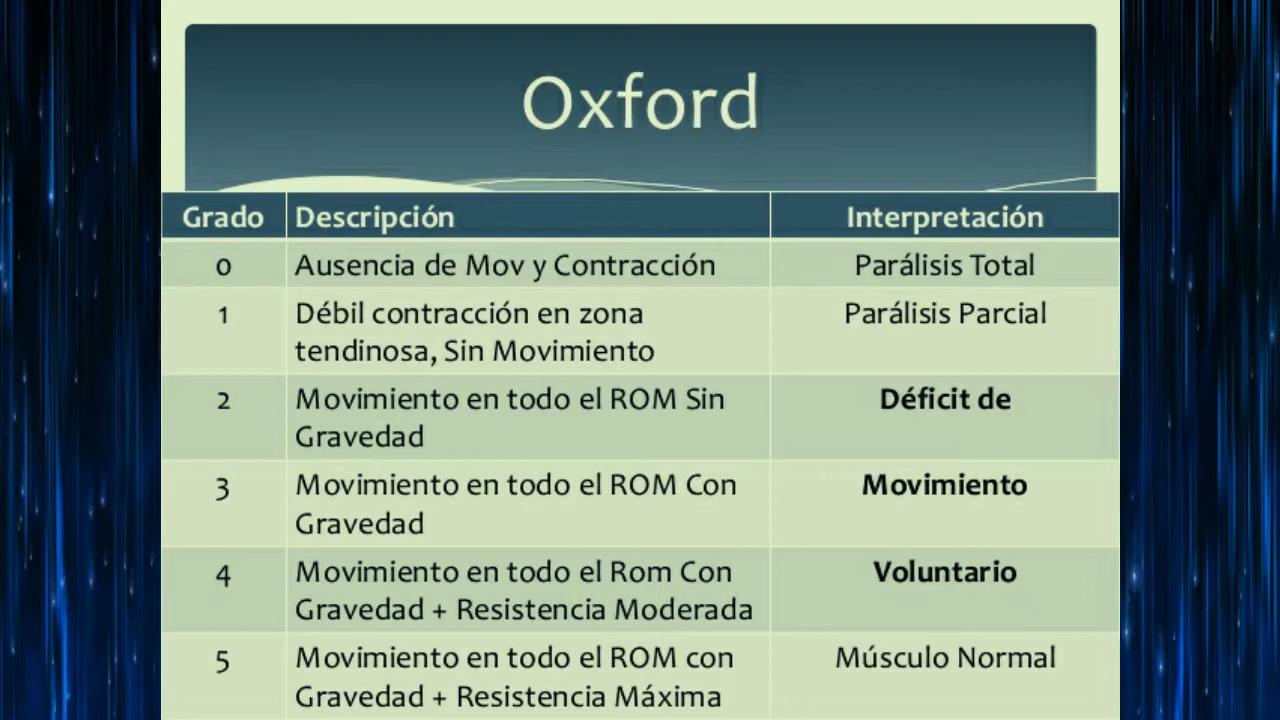 Oxford
Grado Descripción Interpretación
0 Ausencia de Mov y Contracción Parálisis Total
1 Débil contracción en zona Parálisis Parcial
tendinosa, Sin Movimiento
2 Movimiento en todo el ROM Sin Déficit de
Gravedad
3 Movimiento en todo el ROM Con Movimiento
Gravedad
4 Movimiento en todo el Rom Con Voluntario
Gravedad + Resistencia Moderada
5 Movimiento en todo el ROM con Músculo Normal
Gravedad + Resistencia Máxima